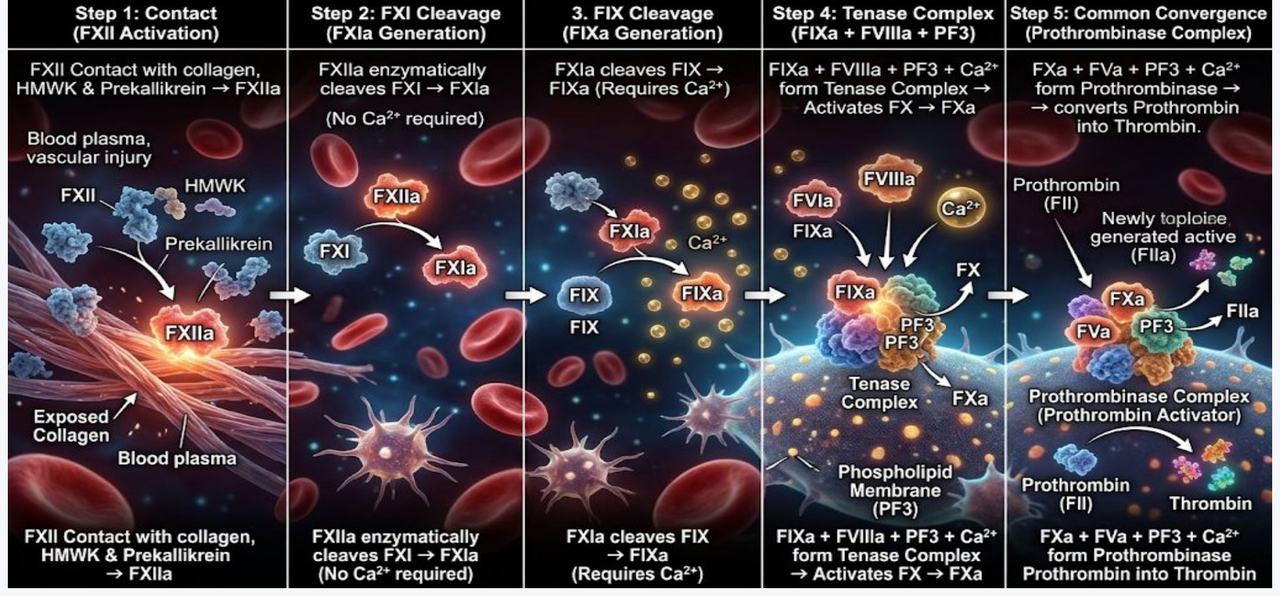 Step 1: Contact
(FXII Activation)
FXII Contact with collagen,
HMWK & Prekallikrein → FXIIa
Blood plasma,
vascular injury
FXII
HMWK
Prekallikrein
FXIIa
Exposed
Collagen
Blood plasma
FXII Contact with collagen,
HMWK & Prekallikrein
→ FXIIa
Step 2: FXI Cleavage
(FXIa Generation)
FXIIa enzymatically
cleaves FXI → FXIa
(No Ca²⁺ required)
FXIIa
FXI
FXIa
FXIIa enzymatically
cleaves FXI → FXIa
(No Ca²⁺ required)
3. FIX Cleavage
(FIXa Generation)
FXIa cleaves FIX →
FIXa (Requires Ca²⁺)
FXIa
Ca²⁺
FIX
FIXa
FIX
FXIa cleaves FIX
→ FIXa
(Requires Ca²⁺)
Step 4: Tenase Complex
(FIXa + FVIIIa + PF3)
FIXa + FVIIIa + PF3 + Ca²⁺
form Tenase Complex →
Activates FX → FXa
FVIIIa
FVIa
Ca²⁺
FIXa
FX
FIXa
PF3
PF3
Tenase
Complex
FXa
Phospholipid
Membrane
(PF3)
FIXa + FVIIIa + PF3 + Ca²⁺
form Tenase Complex
→ Activates FX → FXa
Step 5: Common Convergence
(Prothrombinase Complex)
FXa + FVa + PF3 + Ca²⁺
form Prothrombinase →
→ converts Prothrombin
into Thrombin.
Prothrombin
(FII)
Newly toploise
generated active
(FIIa)
FXa
FVa
PF3
FIIa
Prothrombinase Complex
(Prothrombin Activator)
Prothrombin
(FII)
Thrombin
FXa + FVa + PF3 + Ca²⁺
form Prothrombinase
Prothrombin into Thrombin